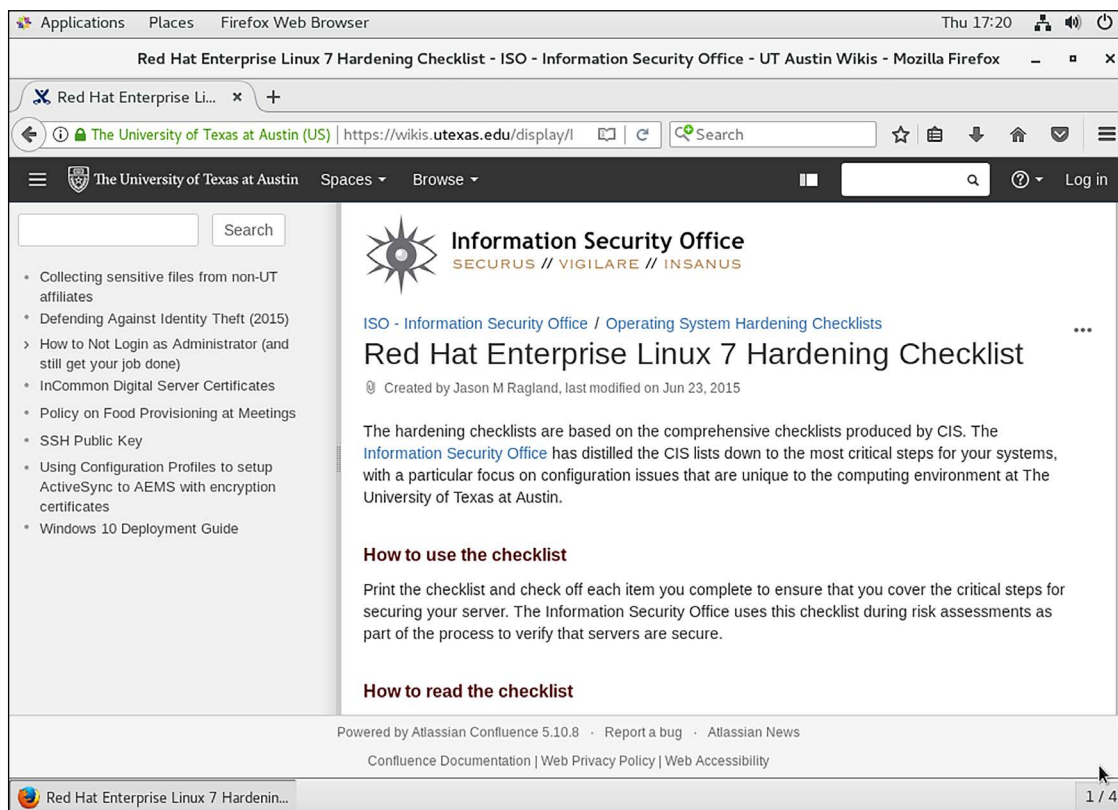 Applications Places Firefox Web Browser Thu 17:20
Red Hat Enterprise Linux 7 Hardening Checklist - ISO - Information Security Office - UT Austin Wikis - Mozilla Firefox
Red Hat Enterprise Li...
The University of Texas at Austin (US) https://wikis.utexas.edu/display/I Search
The University of Texas at Austin Spaces Browse Log in
Search
Collecting sensitive files from non-UT
affiliates
Defending Against Identity Theft (2015)
How to Not Login as Administrator (and
still get your job done)
InCommon Digital Server Certificates
Policy on Food Provisioning at Meetings
SSH Public Key
Using Configuration Profiles to setup
ActiveSync to AEMS with encryption
certificates
Windows 10 Deployment Guide
Information Security Office
SECURUS // VIGILARE // INSANUS
ISO - Information Security Office / Operating System Hardening Checklists
Red Hat Enterprise Linux 7 Hardening Checklist
Created by Jason M Ragland, last modified on Jun 23, 2015
The hardening checklists are based on the comprehensive checklists produced by CIS. The
Information Security Office has distilled the CIS lists down to the most critical steps for your systems,
with a particular focus on configuration issues that are unique to the computing environment at The
University of Texas at Austin.
How to use the checklist
Print the checklist and check off each item you complete to ensure that you cover the critical steps for
securing your server. The Information Security Office uses this checklist during risk assessments as
part of the process to verify that servers are secure.
How to read the checklist
Powered by Atlassian Confluence 5.10.8 · Report a bug · Atlassian News
Confluence Documentation | Web Privacy Policy | Web Accessibility
Red Hat Enterprise Linux 7 Hardenin... 1 / 4